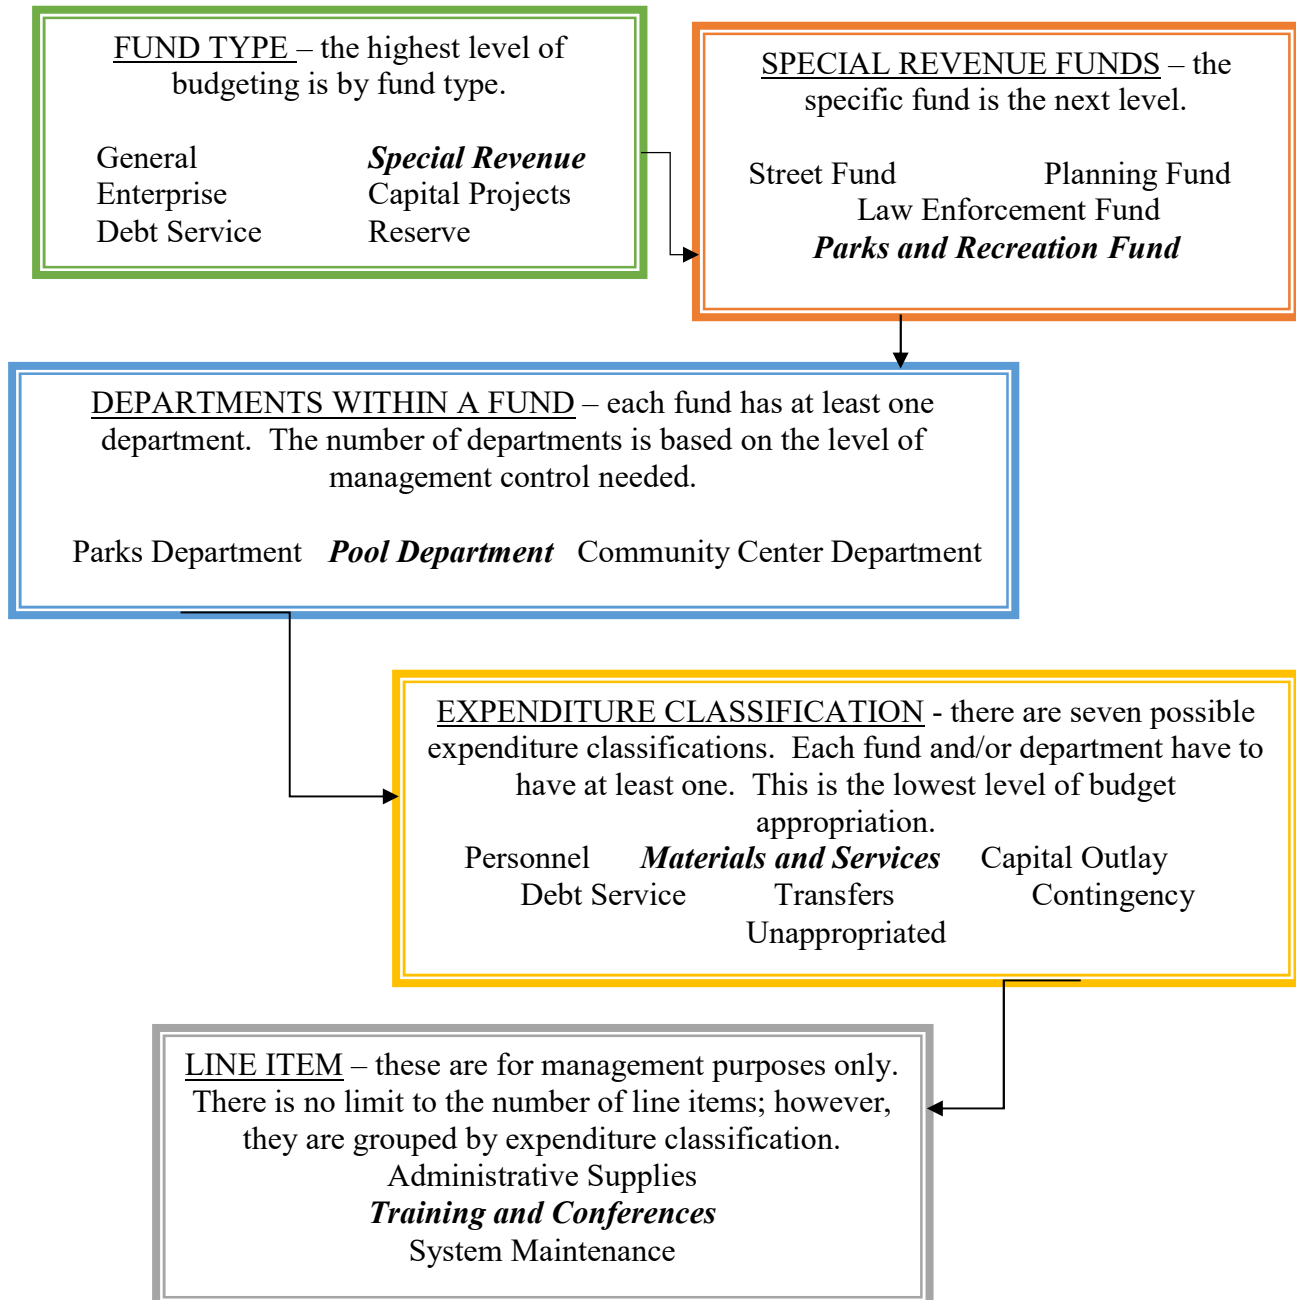 FUND TYPE – the highest level of
budgeting is by fund type.
General Special Revenue
Enterprise Capital Projects
Debt Service Reserve
SPECIAL REVENUE FUNDS – the
specific fund is the next level.
Street Fund Planning Fund
Law Enforcement Fund
Parks and Recreation Fund
DEPARTMENTS WITHIN A FUND – each fund has at least one
department. The number of departments is based on the level of
management control needed.
Parks Department Pool Department Community Center Department
EXPENDITURE CLASSIFICATION - there are seven possible
expenditure classifications. Each fund and/or department have to
have at least one. This is the lowest level of budget
appropriation.
Personnel Materials and Services Capital Outlay
Debt Service Transfers Contingency
Unappropriated
LINE ITEM – these are for management purposes only.
There is no limit to the number of line items; however,
they are grouped by expenditure classification.
Administrative Supplies
Training and Conferences
System Maintenance